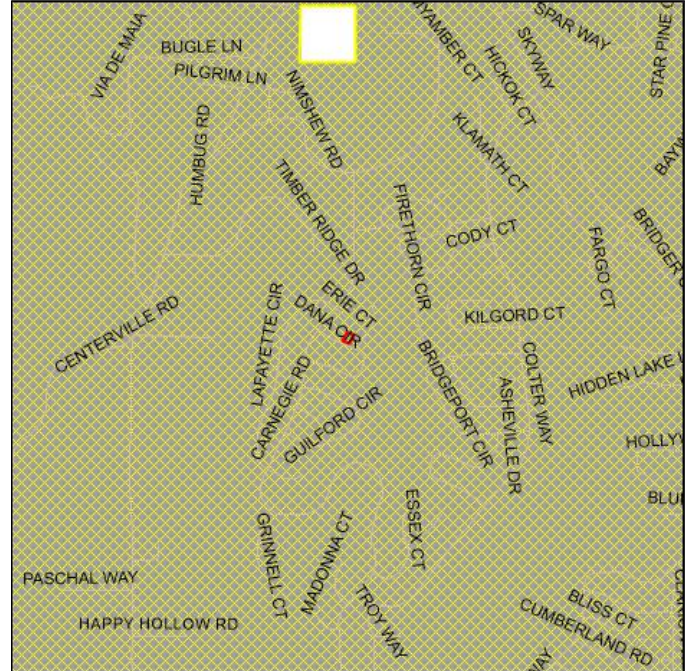 VIA DE MAIA
BUGLE LN
PILGRIM LN
HUMBUG RD
NIMSHEW RD
SPAR WAY
SKYWAY
HICKOK CT
STAR PINE
KLAMATH CT
TIMBER RIDGE DR
FIRETHORN CIR
CODY CT
FARGO CT
BRIDGER
ERIE CT
DANA CIR
LAFAYETTE CIR
CENTERVILLE RD
KILGORD CT
CARNEGIE RD
GUILFORD CIR
BRIDGEPORT CIR
COLTER WAY
ASHEVILLE DR
HIDDEN LAKE
ESSEX CT
GRINNELL CT
MADONNA CT
TROY WAY
PASCHAL WAY
HAPPY HOLLOW RD
BLISS CT
CUMBERLAND RD
WAY